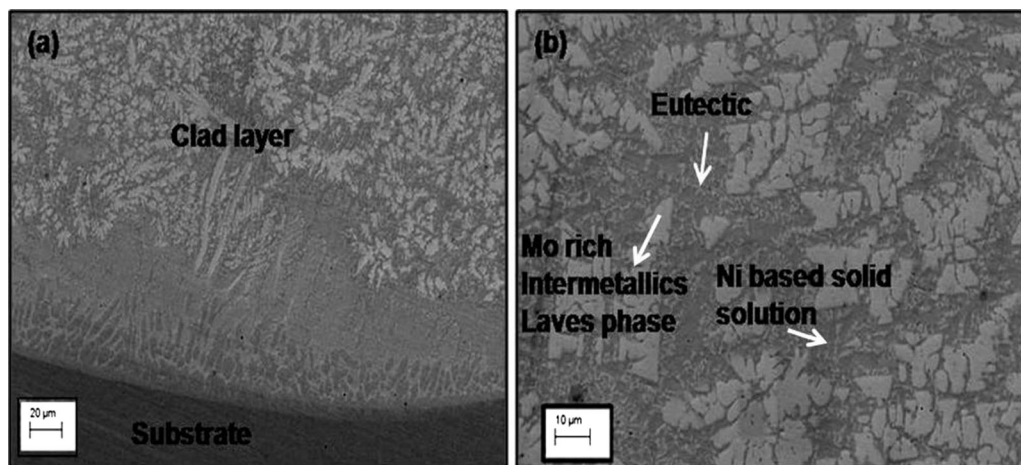 (a)
Clad layer
20 µm
Substrate
(b)
Eutectic
Mo rich
Intermetallics
Laves phase
Ni based solid
solution
10 µm